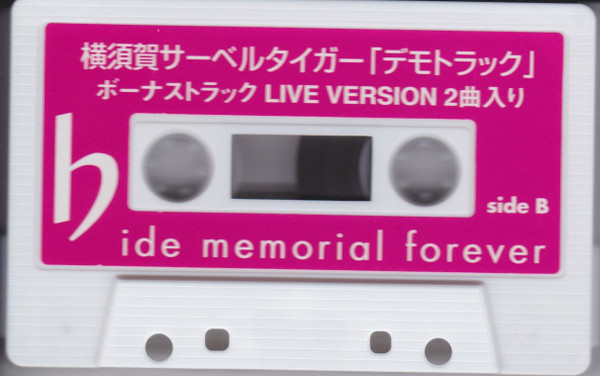 横須賀サーベルタイガー「デモトラック」
ボーナストラック LIVE VERSION 2曲入り
side B
hide memorial forever